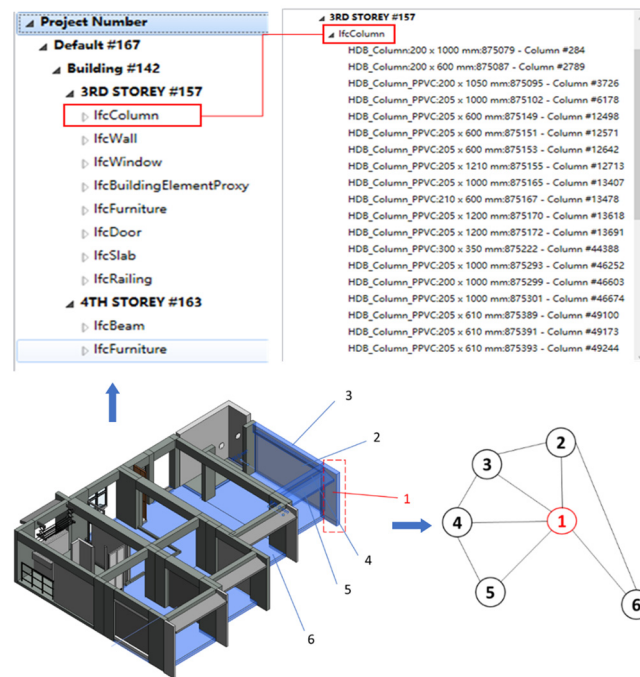 Project Number
Default #167
Building #142
3RD STOREY #157
IfcColumn
IfcWall
IfcWindow
IfcBuildingElementProxy
IfcFurniture
IfcDoor
IfcSlab
IfcRailing
4TH STOREY #163
IfcBeam
IfcFurniture
3RD STOREY #157
IfcColumn
HDB_Column:200 x 1000 mm:875079 - Column #284
HDB_Column:200 x 600 mm:875087 - Column #2789
HDB_Column_PPVC:200 x 1050 mm:875095 - Column #3726
HDB_Column_PPVC:205 x 1000 mm:875102 - Column #6178
HDB_Column_PPVC:205 x 600 mm:875149 - Column #12498
HDB_Column_PPVC:205 x 600 mm:875151 - Column #12571
HDB_Column_PPVC:205 x 600 mm:875153 - Column #12642
HDB_Column_PPVC:205 x 1210 mm:875155 - Column #12713
HDB_Column_PPVC:205 x 1000 mm:875165 - Column #13407
HDB_Column_PPVC:210 x 600 mm:875167 - Column #13478
HDB_Column_PPVC:205 x 1200 mm:875170 - Column #13618
HDB_Column_PPVC:205 x 1200 mm:875172 - Column #13691
HDB_Column_PPVC:300 x 350 mm:875222 - Column #44388
HDB_Column_PPVC:205 x 1000 mm:875293 - Column #46252
HDB_Column_PPVC:200 x 1000 mm:875299 - Column #46603
HDB_Column_PPVC:205 x 1000 mm:875301 - Column #46674
HDB_Column_PPVC:205 x 610 mm:875389 - Column #49100
HDB_Column_PPVC:205 x 610 mm:875391 - Column #49173
HDB_Column_PPVC:205 x 610 mm:875393 - Column #49244
3
2
1
4
5
6
2
3
4
1
5
6